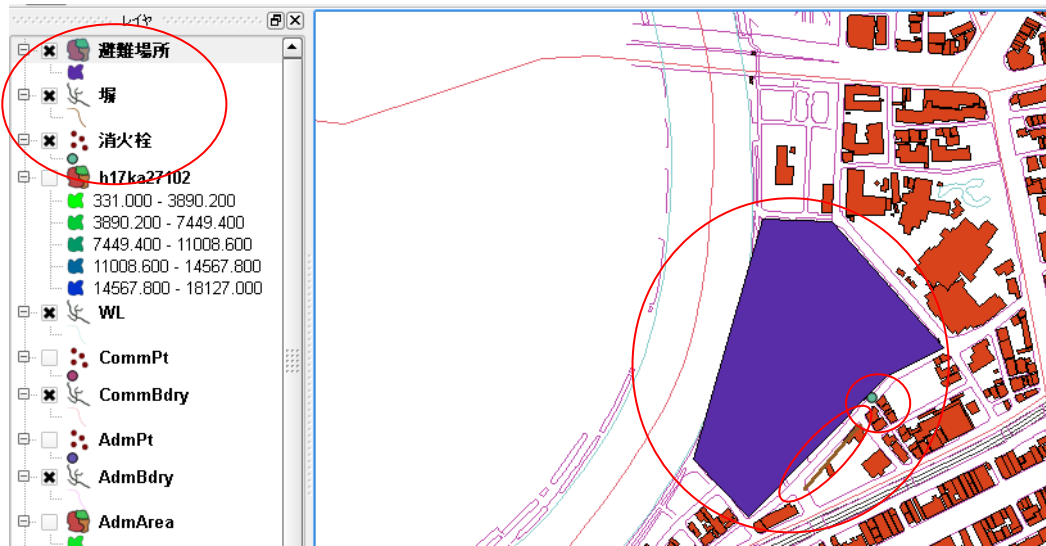 レイヤ
避難場所
塀
消火栓
h17ka27102
331.000 - 3890.200
3890.200 - 7449.400
7449.400 - 11008.600
11008.600 - 14567.800
14567.800 - 18127.000
WL
CommPt
CommBdry
AdmPt
AdmBdry
AdmArea